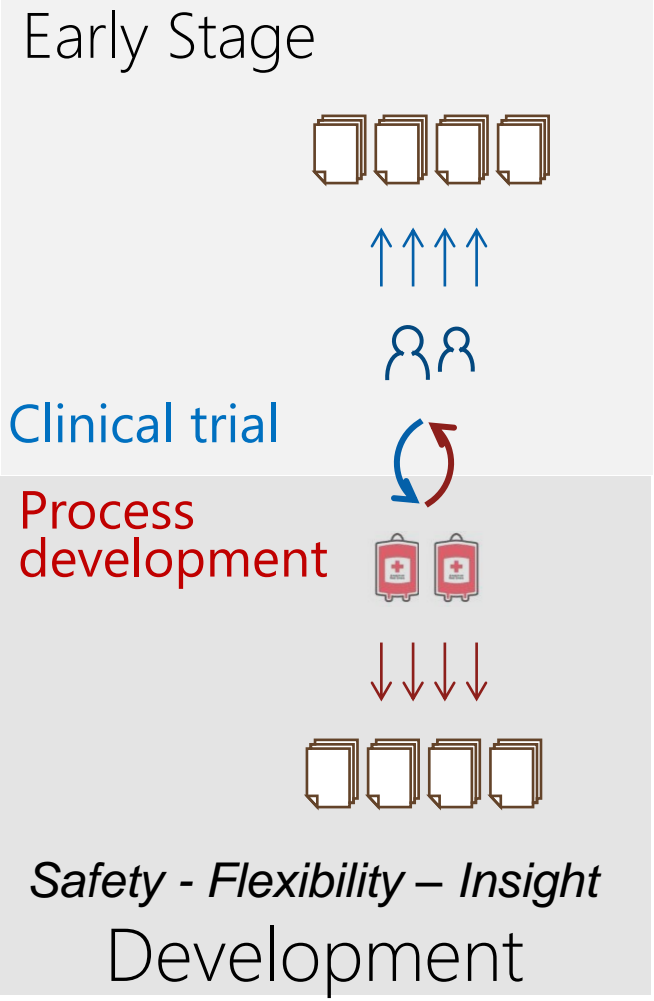 Early Stage
Clinical trial
Process
development
Safety - Flexibility – Insight
Development